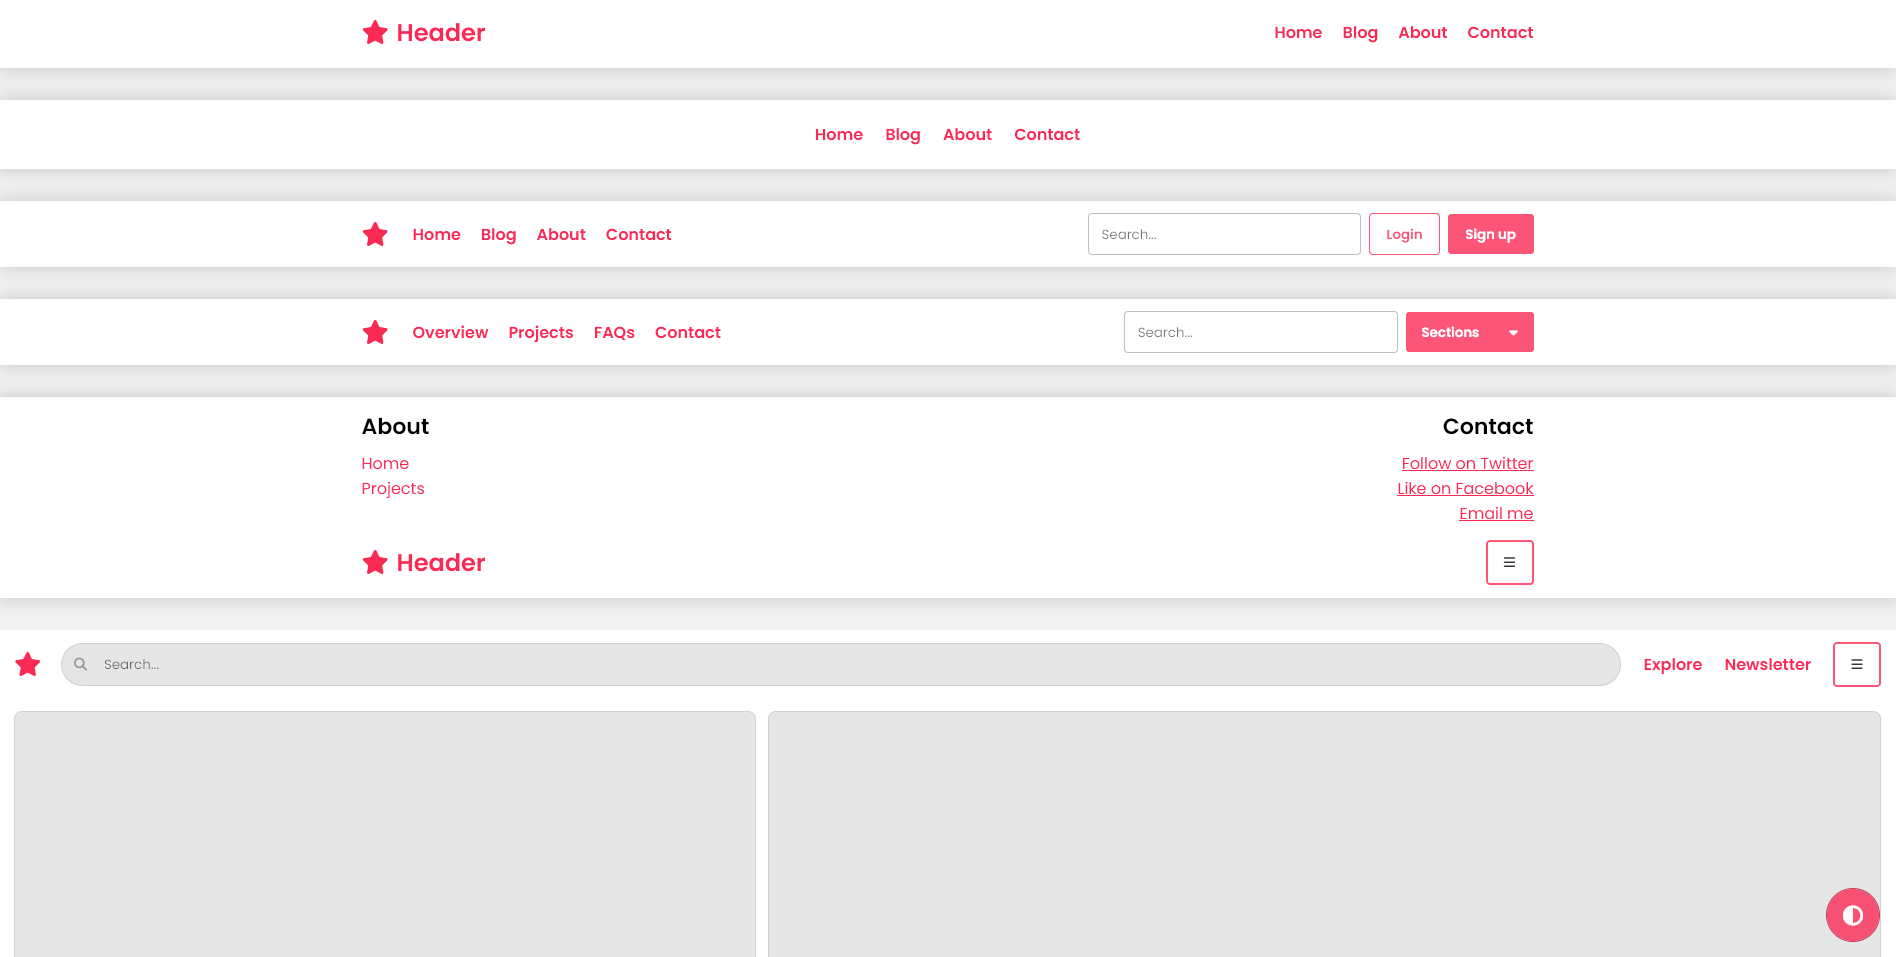 Header Home Blog About Contact
Home Blog About Contact
Home Blog About Contact Search... Login Sign up
Overview Projects FAQs Contact Search... Sections
About Contact
Home Follow on Twitter
Projects Like on Facebook
Email me
Header
Search... Explore Newsletter